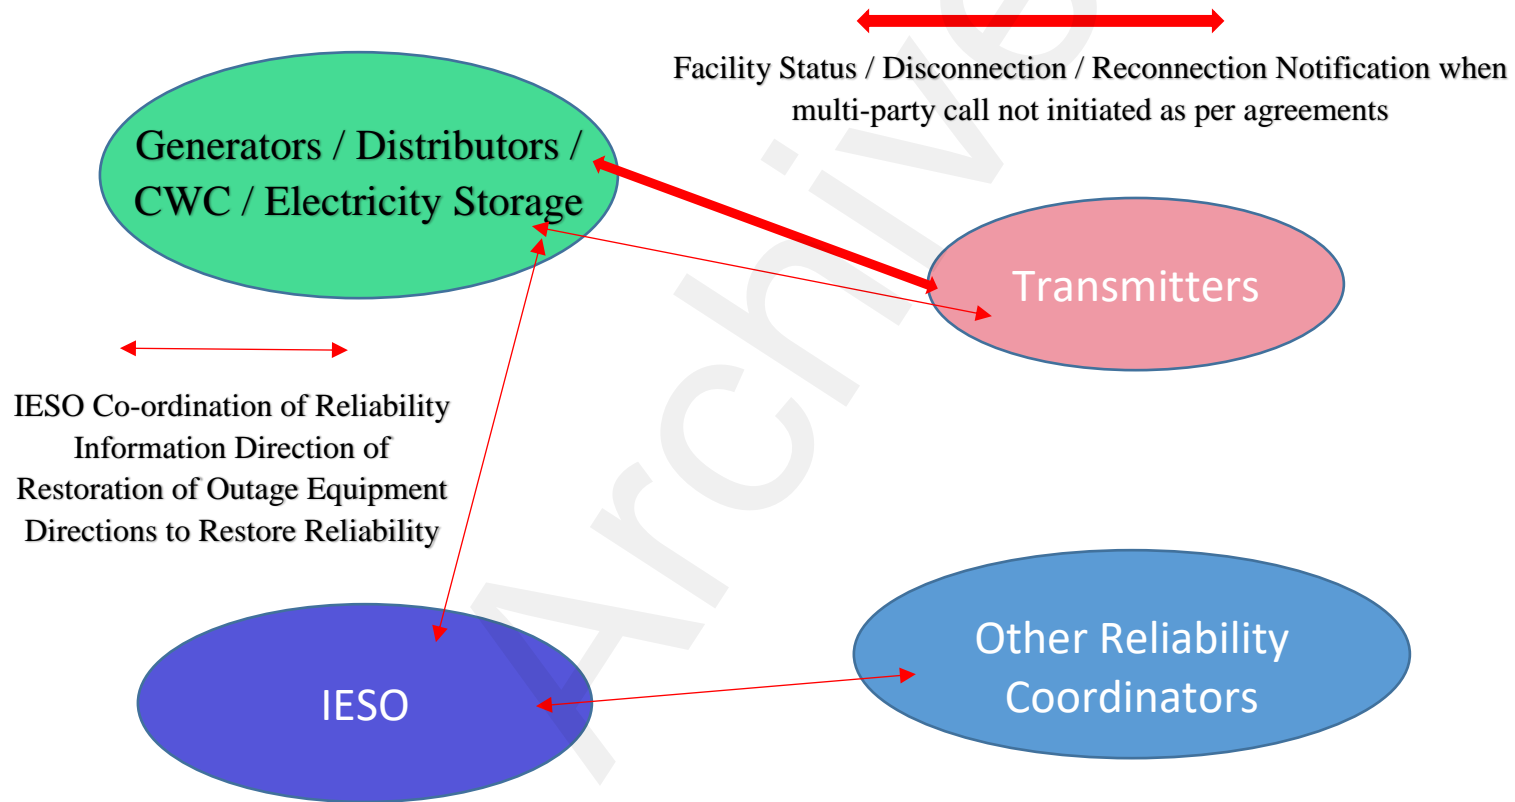 Facility Status / Disconnection / Reconnection Notification when
multi-party call not initiated as per agreements
Generators / Distributors /
CWC / Electricity Storage
Transmitters
IESO Co-ordination of Reliability
Information Direction of
Restoration of Outage Equipment
Directions to Restore Reliability
Other Reliability
Coordinators
IESO
Archive